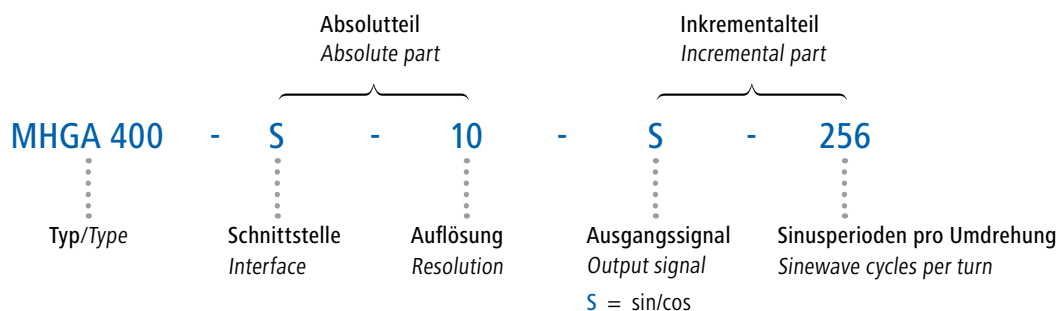 Absolutteil Inkrementalteil
Absolute part Incremental part
MHGA 400 - S - 10 - S - 256
Typ/Type Schnittstelle Auflösung Ausgangssignal Sinusperioden pro Umdrehung
Interface Resolution Output signal Sinewave cycles per turn
S = sin/cos